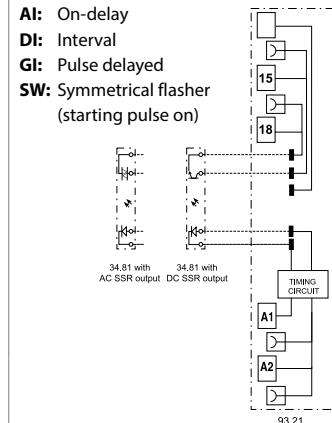 AI: On-delay
DI: Interval
GI: Pulse delayed
SW: Symmetrical flasher
(starting pulse on)
15
18
34.81 with
AC SSR output
34.81 with
DC SSR output
TIMING
CIRCUIT
A1
A2
93.21